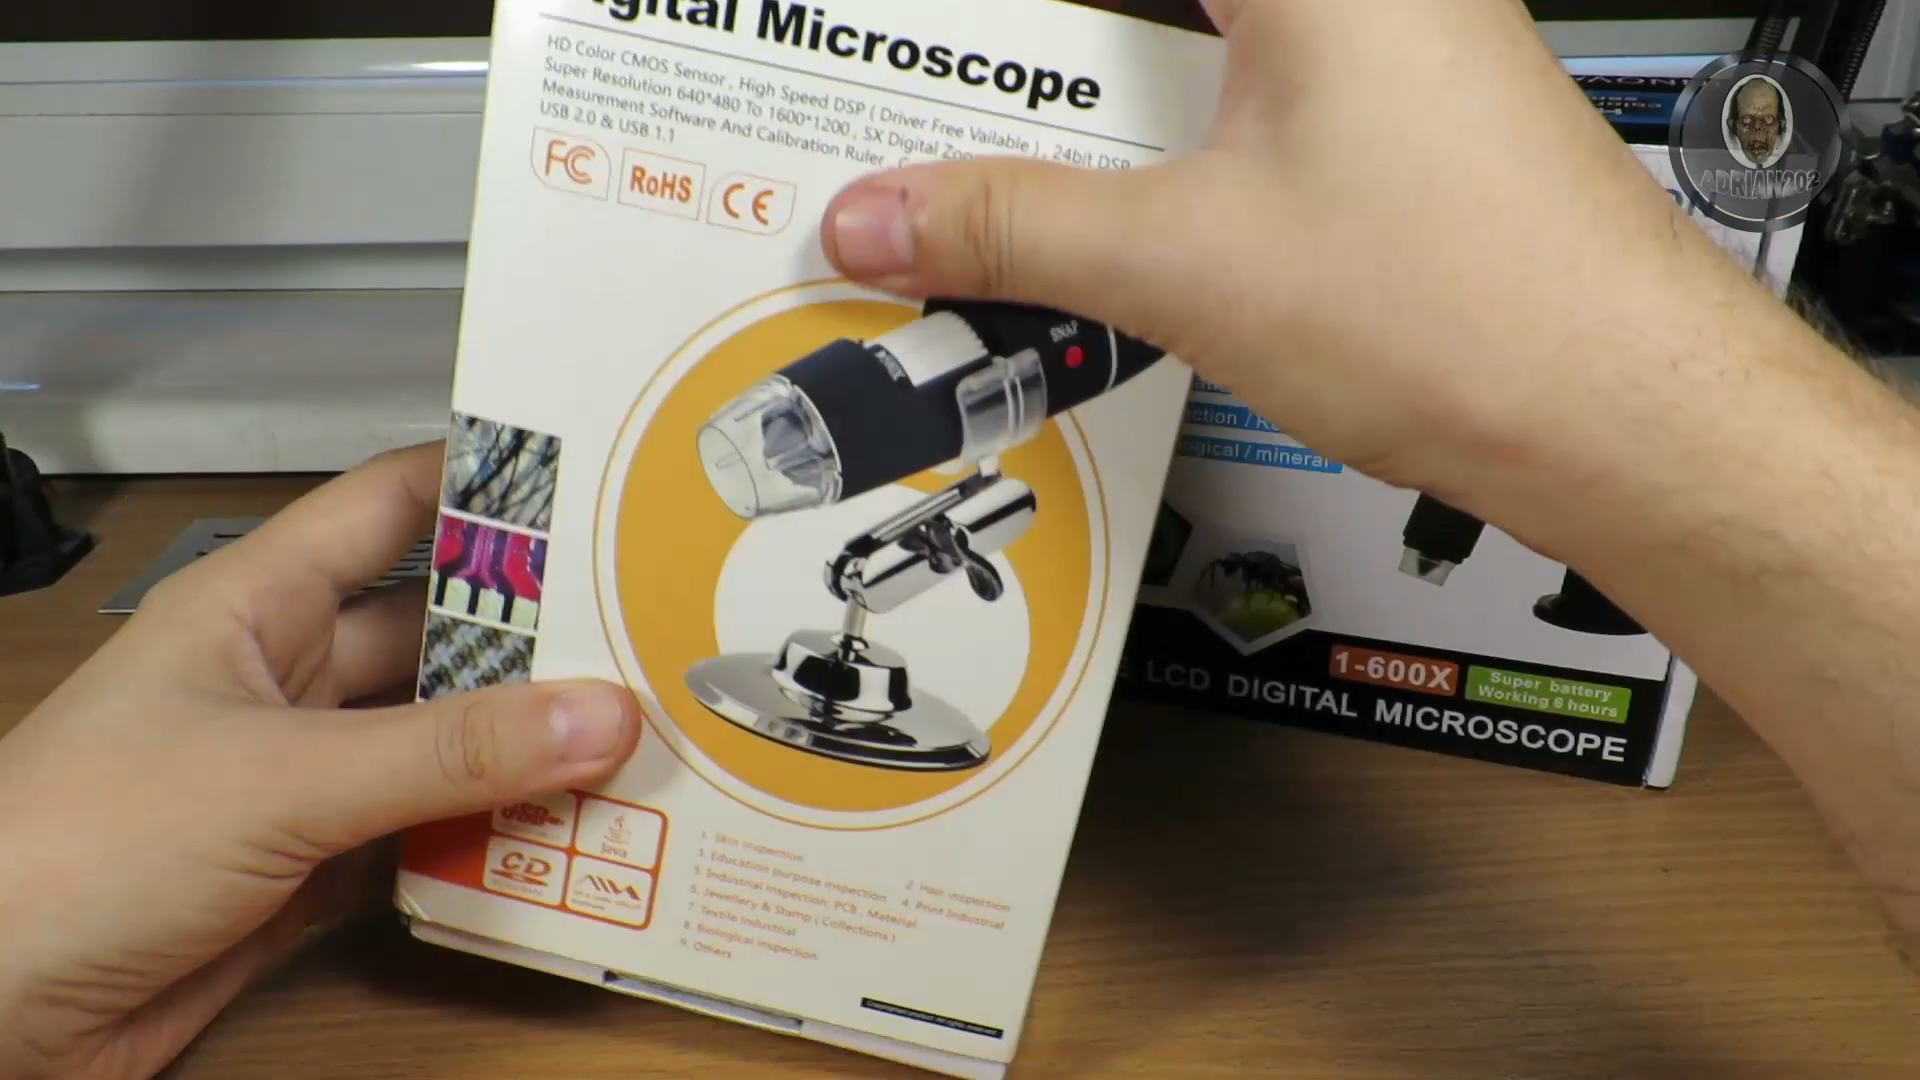 gital Microscope
HD Color CMOS Sensor , High Speed DSP ( Driver Free Vailable ) , 24bit DSP
Super Resolution 640*480 To 1600*1200 , 5X Digital Zoo
Measurement Software And Calibration Ruler ,
USB 2.0 & USB 1.1
FC
RoHS
CE
SNAP
Java
CD
1. Skin inspection
2. Hair inspection
3. Education purpose inspection
4. Print Industrial
5. Industrial Inspection: PCB , Material
6. Jewellery & Stamp ( Collections )
7. Textile industrial
8. Biological inspection
9. Others
ction /
ogical / mineral
1-600X
Super battery
Working 6 hours
LCD DIGITAL MICROSCOPE
ADRIAN202